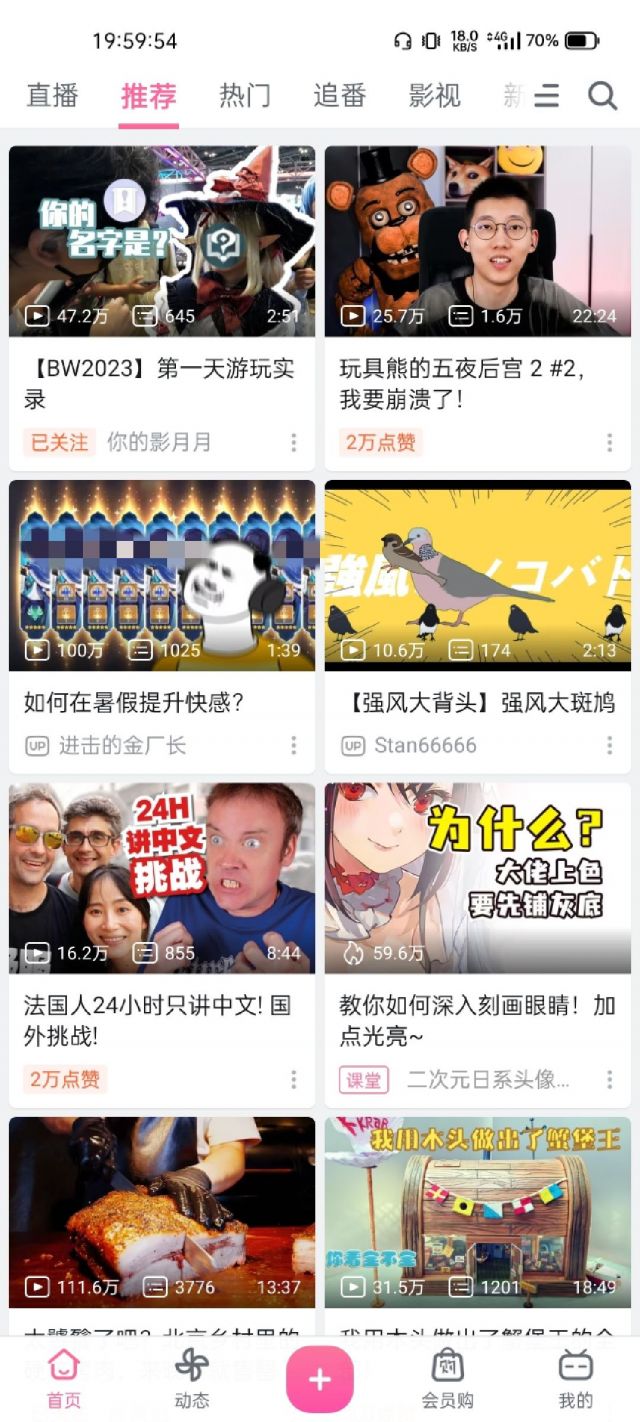 19:59:54
18.0 KB/S 4G 70%
直播 推荐 热门 追番 影视 新
你的
名字是?
47.2万 645 2:51
【BW2023】第一天游玩实
录
已关注 你的影月月
25.7万 1.6万 22:24
玩具熊的五夜后宫 2 #2,
我要崩溃了!
2万点赞
100万 1025 1:39
如何在暑假提升快感?
UP 进击的金厂长
強風 ノコバト
10.6万 174 2:13
【强风大背头】强风大斑鸠
UP Stan66666
24H
讲中文
挑战
16.2万 855 8:44
法国人24小时只讲中文! 国
外挑战!
2万点赞
为什么?
大佬上色
要先铺灰底
59.6万
教你如何深入刻画眼睛！加
点光亮~
课堂 二次元日系头像...
111.6万 3776 13:37
KRAB
我用木头做出了蟹堡王
你看全不全
31.5万 1201 18:49
我用木头做出了蟹堡王的全
首页 动态 会员购 我的